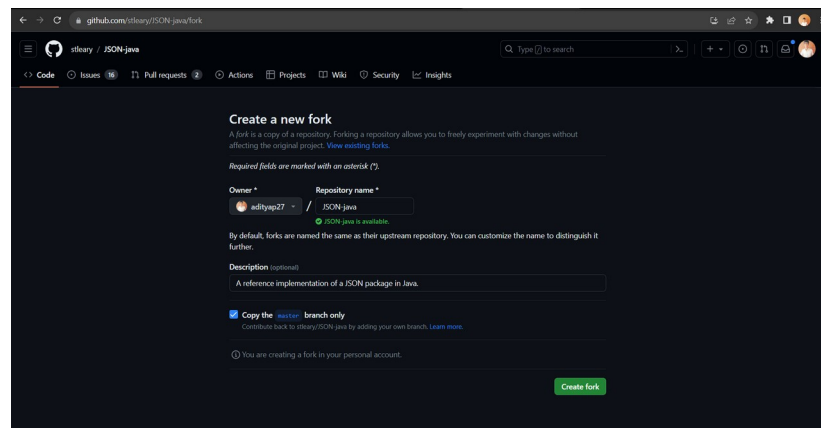 github.com/stleary/JSON-java/fork
stleary / JSON-java
Type / to search
Code Issues 16 Pull requests 2 Actions Projects Wiki Security Insights
Create a new fork
A fork is a copy of a repository. Forking a repository allows you to freely experiment with changes without
affecting the original project. View existing forks.
Required fields are marked with an asterisk (*).
Owner * Repository name *
adityap27 / JSON-java
JSON-java is available.
By default, forks are named the same as their upstream repository. You can customize the name to distinguish it
further.
Description (optional)
A reference implementation of a JSON package in Java.
Copy the master branch only
Contribute back to stleary/JSON-java by adding your own branch. Learn more.
You are creating a fork in your personal account.
Create fork